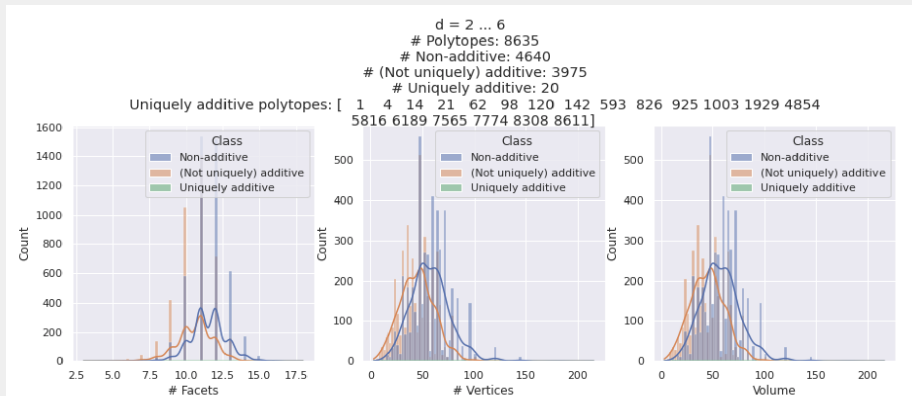 d = 2 ... 6
# Polytopes: 8635
# Non-additive: 4640
# (Not uniquely) additive: 3975
# Uniquely additive: 20
Uniquely additive polytopes: [ 1 4 14 21 62 98 120 142 593 826 925 1003 1929 4854
5816 6189 7565 7774 8308 8611]
1600
1400
1200
1000
800
600
400
200
0
Count
Class
Non-additive
(Not uniquely) additive
Uniquely additive
2.5 5.0 7.5 10.0 12.5 15.0 17.5
# Facets
500
400
300
200
100
0
Count
Class
Non-additive
(Not uniquely) additive
Uniquely additive
0 50 100 150 200
# Vertices
500
400
300
200
100
0
Count
Class
Non-additive
(Not uniquely) additive
Uniquely additive
0 50 100 150 200
Volume